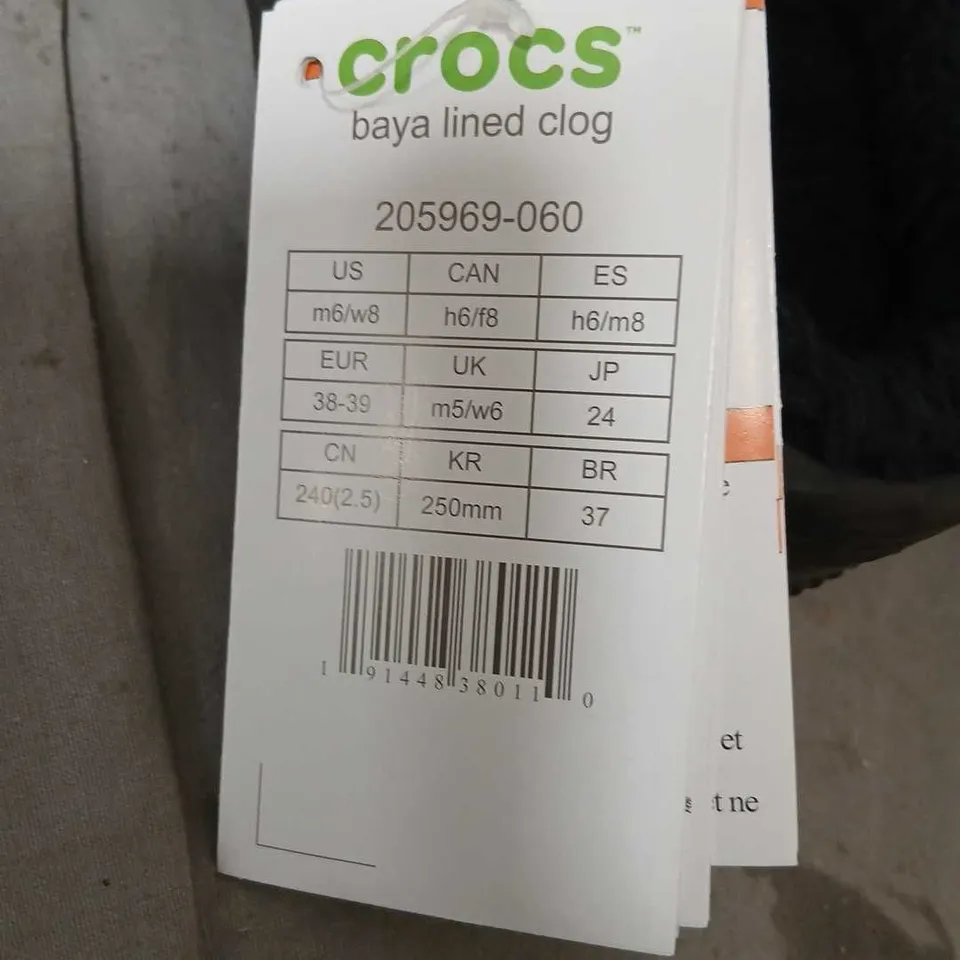 crocs™
baya lined clog
205969-060
US CAN ES
m6/w8 h6/f8 h6/m8
EUR UK JP
38-39 m5/w6 24
CN KR BR
240(2.5) 250mm 37
1 91448 38011 0
et
t ne